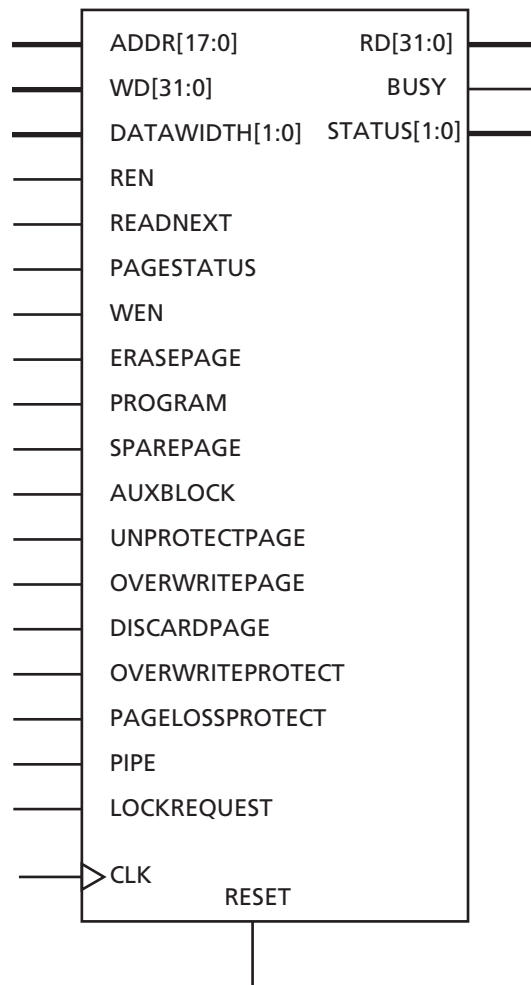 ADDR[17:0] RD[31:0]
WD[31:0] BUSY
DATAWIDTH[1:0] STATUS[1:0]
REN
READNEXT
PAGESTATUS
WEN
ERASEPAGE
PROGRAM
SPAREPAGE
AUXBLOCK
UNPROTECTPAGE
OVERWRITEPAGE
DISCARDPAGE
OVERWRITEPROTECT
PAGELOSSPROTECT
PIPE
LOCKREQUEST
CLK
RESET